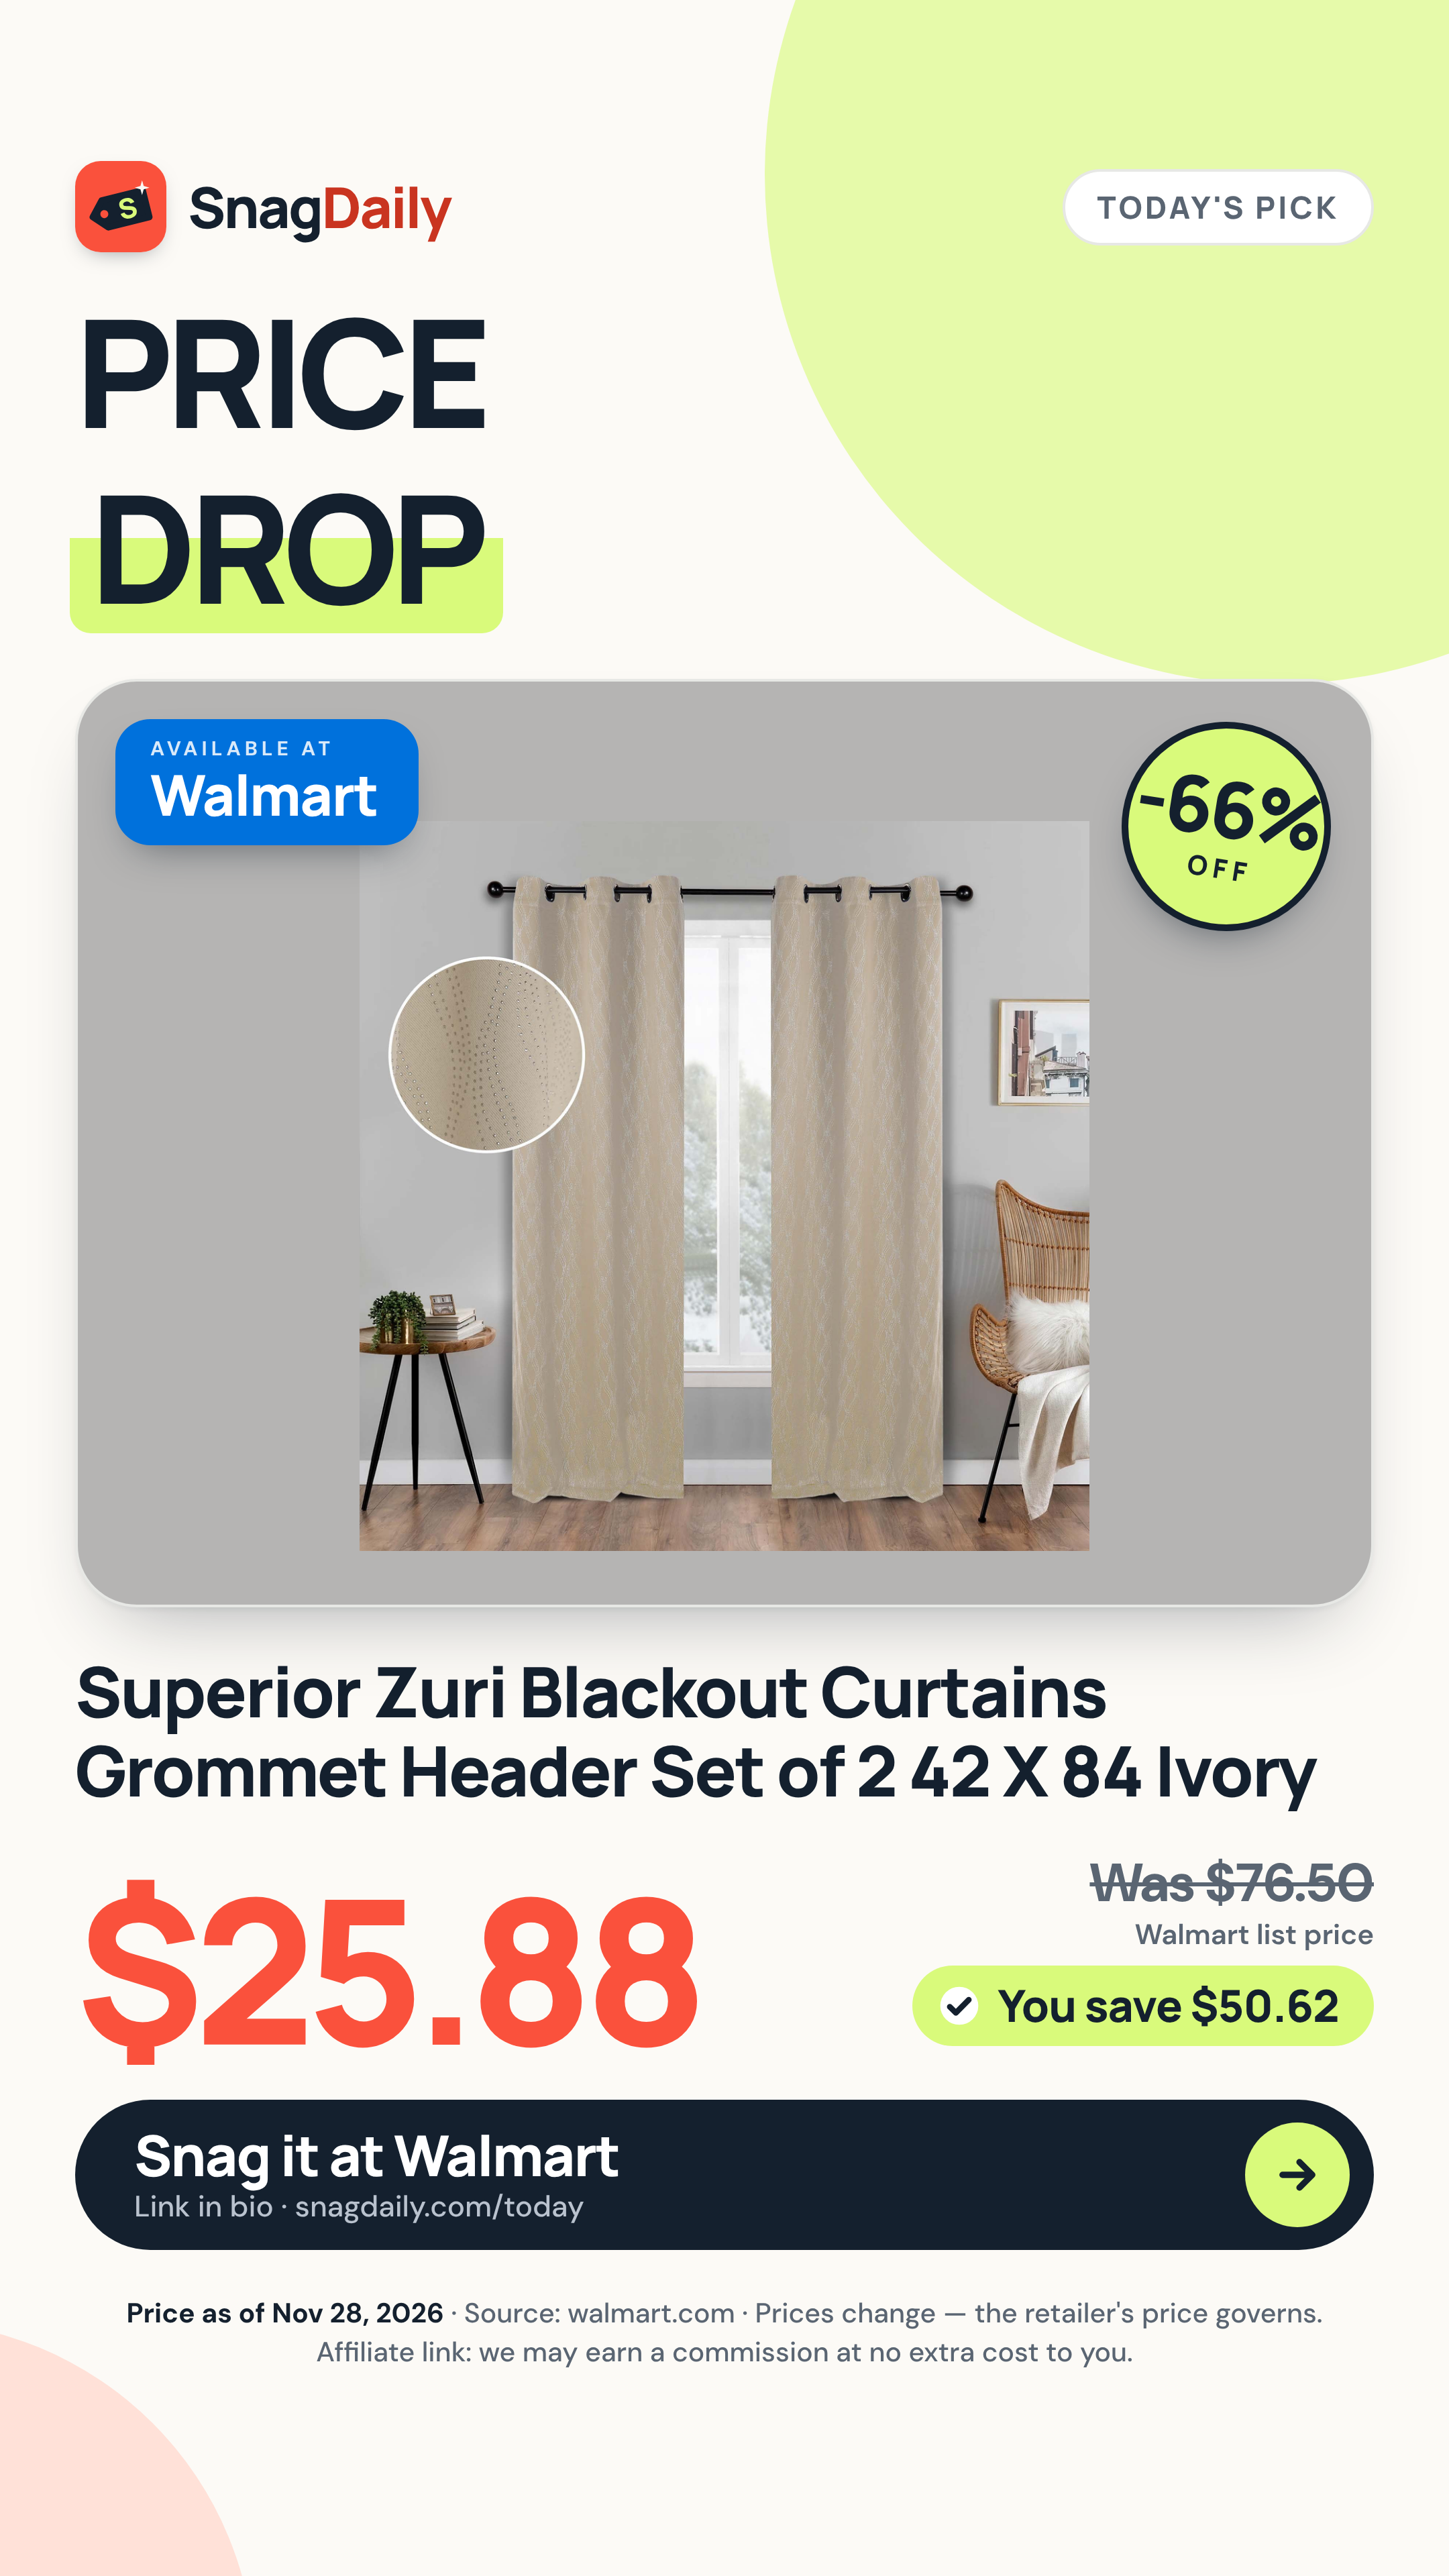 S
SnagDaily
TODAY'S PICK
PRICE
DROP
AVAILABLE AT
Walmart
-66%
OFF
Superior Zuri Blackout Curtains
Grommet Header Set of 2 42 X 84 Ivory
$25.88
Was $76.50
Walmart list price
You save $50.62
Snag it at Walmart
Link in bio · snagdaily.com/today
Price as of Nov 28, 2026 · Source: walmart.com · Prices change — the retailer's price governs.
Affiliate link: we may earn a commission at no extra cost to you.